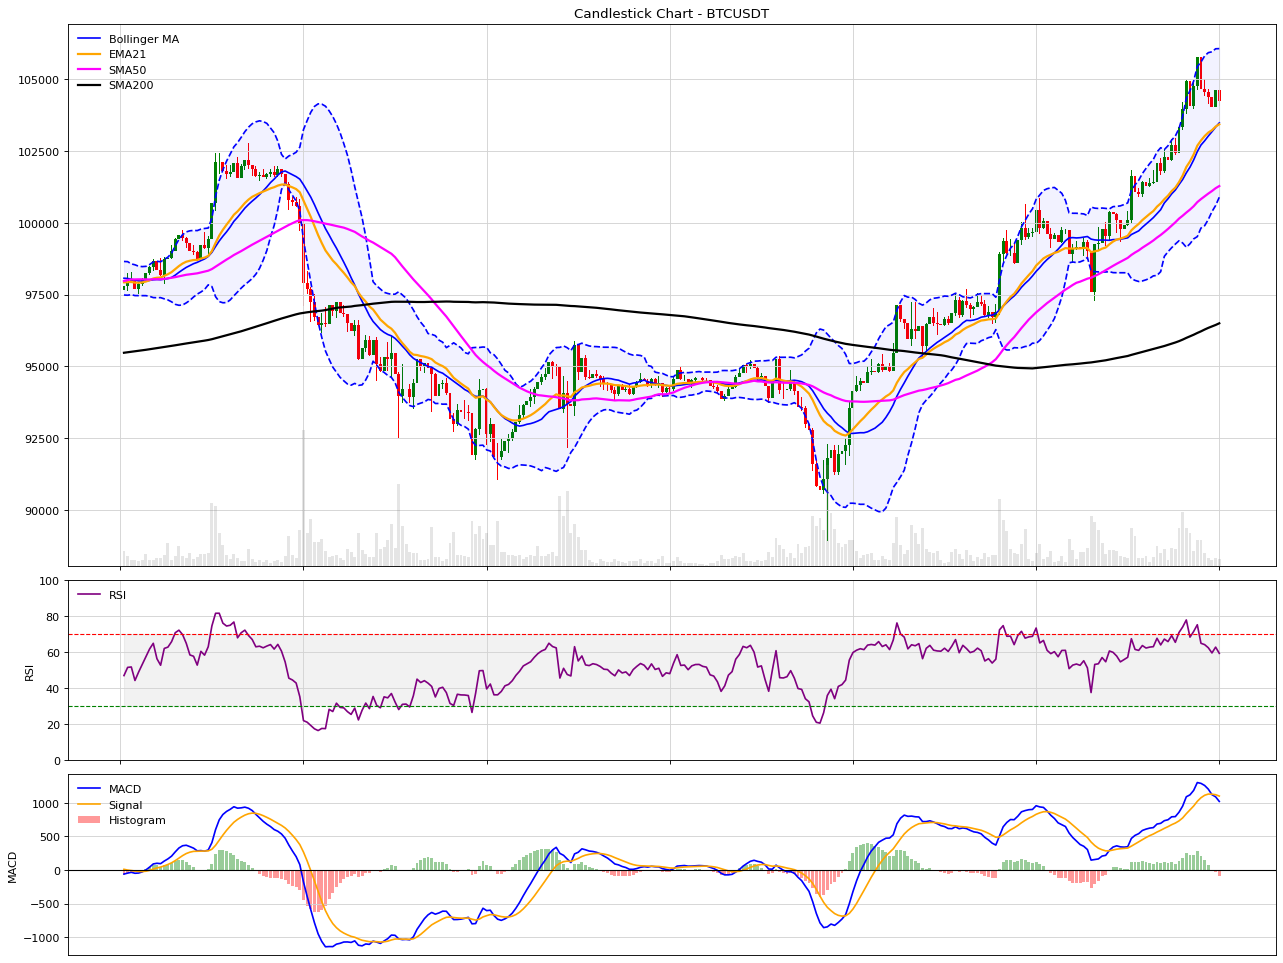 Candlestick Chart - BTCUSDT
Bollinger MA
EMA21
SMA50
SMA200
105000
102500
100000
97500
95000
92500
90000
RSI
100
80
60
40
20
0
RSI
MACD
Signal
Histogram
1000
500
0
−500
−1000
MACD